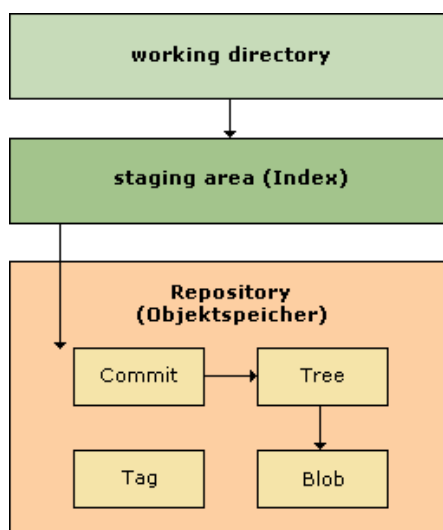 working directory
staging area (Index)
Repository
(Objektspeicher)
Commit
Tree
Tag
Blob